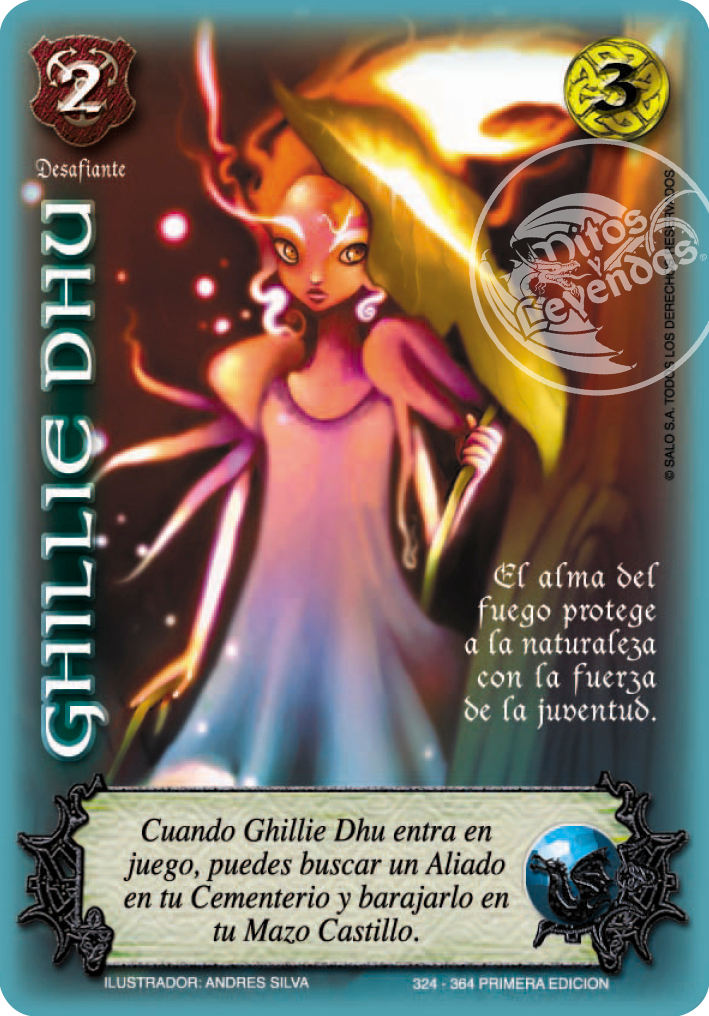 2
3
Desafiante
GHILLIE DHU
Mitos
y
Leyendas®
© SALO S.A. TODOS LOS DERECHOS RESERVADOS
El alma del
fuego protege
a la naturaleza
con la fuerza
de la juventud.
Cuando Ghillie Dhu entra en
juego, puedes buscar un Aliado
en tu Cementerio y barajarlo en
tu Mazo Castillo.
ILUSTRADOR: ANDRES SILVA
324 - 364 PRIMERA EDICION